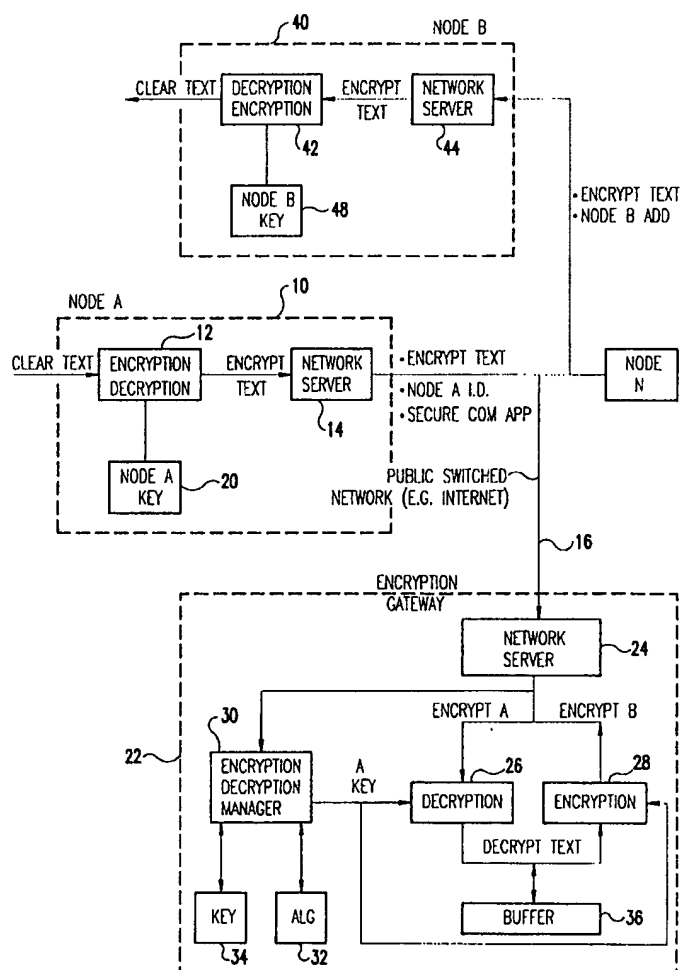 40
NODE B
CLEAR TEXT
DECRYPTION
ENCRYPTION
42
ENCRYPT
TEXT
NETWORK
SERVER
44
NODE B
KEY
48
• ENCRYPT TEXT
• NODE B ADD
NODE A
10
CLEAR TEXT
12
ENCRYPTION
DECRYPTION
ENCRYPT
TEXT
NETWORK
SERVER
14
• ENCRYPT TEXT
• NODE A I.D.
• SECURE COM APP
NODE
N
NODE A
KEY
20
PUBLIC SWITCHED
NETWORK (E.G. INTERNET)
16
ENCRYPTION
GATEWAY
NETWORK
SERVER
24
22
30
ENCRYPTION
DECRYPTION
MANAGER
A
KEY
ENCRYPT A
ENCRYPT B
26
DECRYPTION
28
ENCRYPTION
DECRYPT TEXT
KEY
34
ALG
32
BUFFER
36